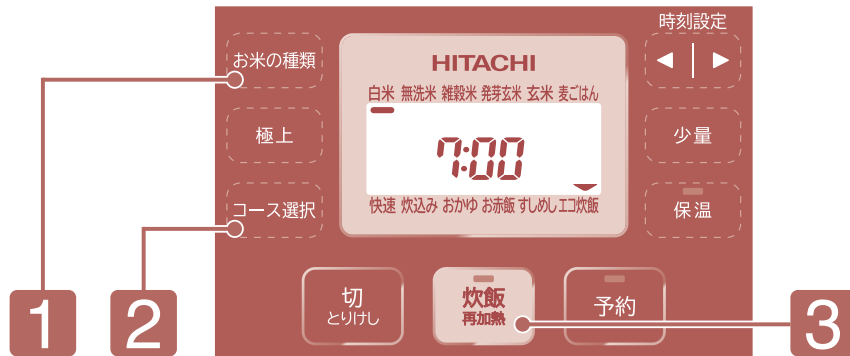 時刻設定
お米の種類
HITACHI
白米 無洗米 雑穀米 発芽玄米 玄米 麦ごはん
極上
7:00
少量
コース選択
快速 炊込み おかゆ お赤飯 すしめし エコ炊飯
保温
切
とりけし
炊飯
再加熱
予約
1
2
3